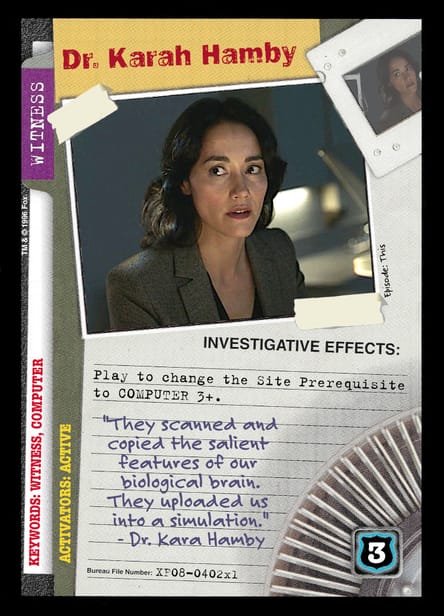 Dr. Karah Hamby
WITNESS
TM & © 1996 Fox
Episode: This
INVESTIGATIVE EFFECTS:
Play to change the Site Prerequisite
to COMPUTER 3+.
"They scanned and
copied the salient
features of our
biological brain.
They uploaded us
into a simulation."
- Dr. Kara Hamby
KEYWORDS: WITNESS, COMPUTER
ACTIVATORS: ACTIVE
Bureau File Number: XF08-0402x1
3